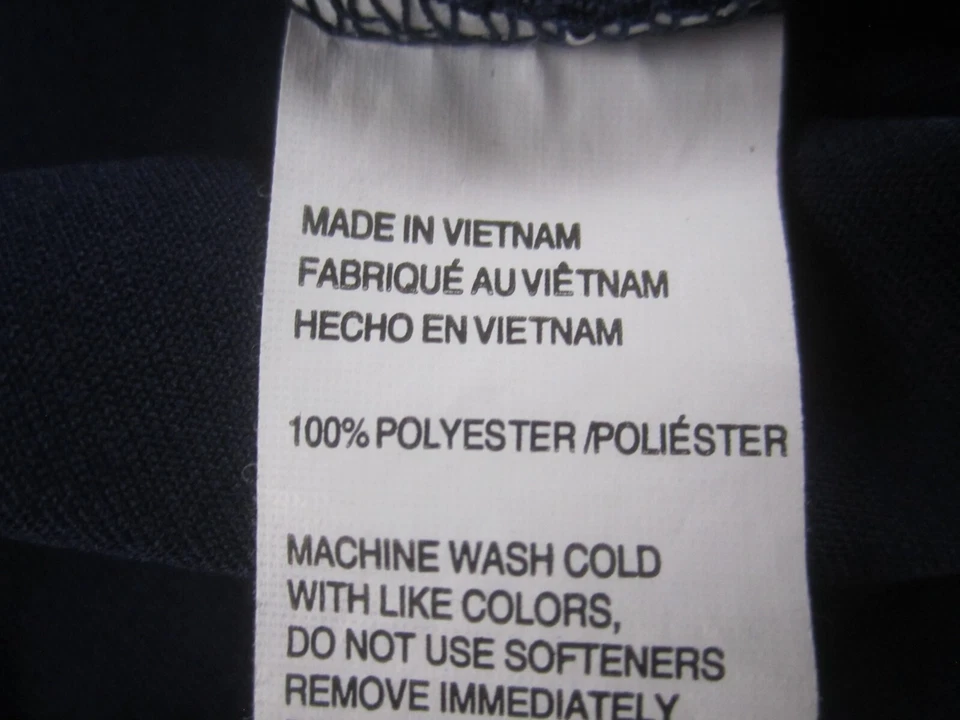 MADE IN VIETNAM
FABRIQUÉ AU VIÊTNAM
HECHO EN VIETNAM
100% POLYESTER /POLIÉSTER
MACHINE WASH COLD
WITH LIKE COLORS,
DO NOT USE SOFTENERS
REMOVE IMMEDIATELY